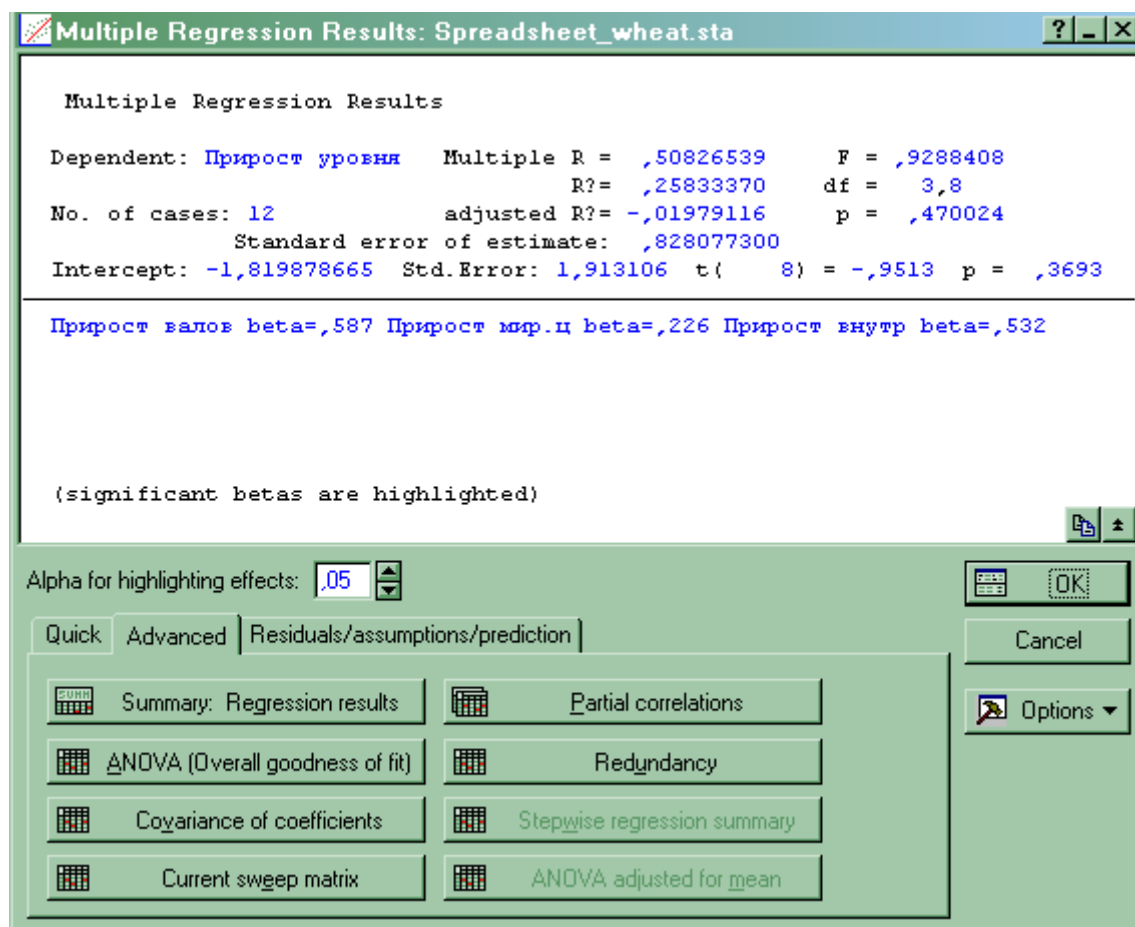 Multiple Regression Results: Spreadsheet_wheat.sta
Multiple Regression Results
Dependent: Прирост уровня Multiple R = ,50826539 F = ,9288408
R?= ,25833370 df = 3,8
No. of cases: 12 adjusted R?= -,01979116 p = ,470024
Standard error of estimate: ,828077300
Intercept: -1,819878665 Std.Error: 1,913106 t( 8) = -,9513 p = ,3693
Прирост валов beta=,587 Прирост мир.ц beta=,226 Прирост внутр beta=,532
(significant betas are highlighted)
Alpha for highlighting effects: ,05
OK
Quick Advanced Residuals/assumptions/prediction
Cancel
Summary: Regression results Partial correlations
Options
ANOVA (Overall goodness of fit) Redundancy
Covariance of coefficients Stepwise regression summary
Current sweep matrix ANOVA adjusted for mean